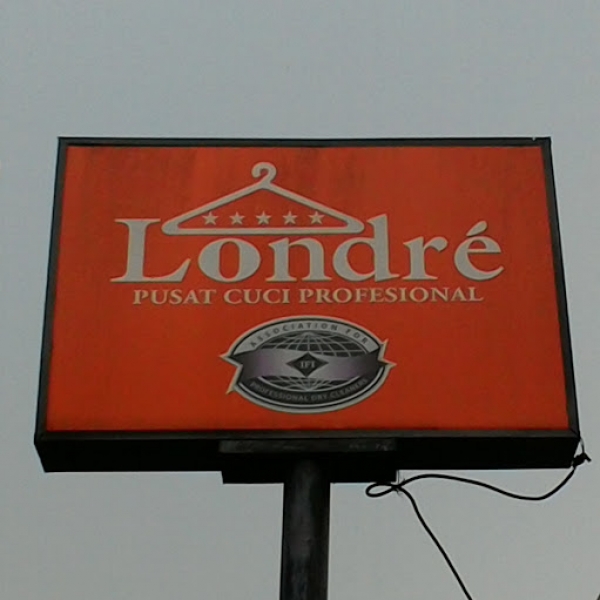 Londré
PUSAT CUCI PROFESIONAL
ASSOCIATION FOR
IFI
PROFESSIONAL DRY CLEANERS